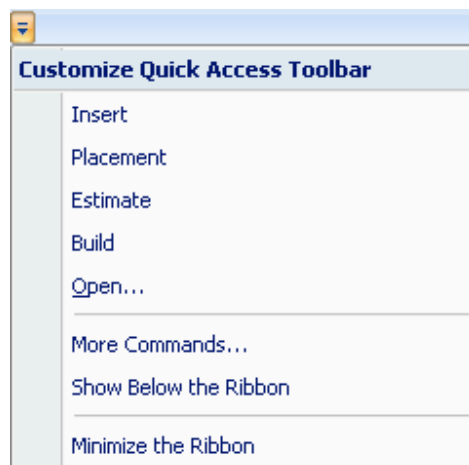 Customize Quick Access Toolbar
Insert
Placement
Estimate
Build
Open...
More Commands...
Show Below the Ribbon
Minimize the Ribbon